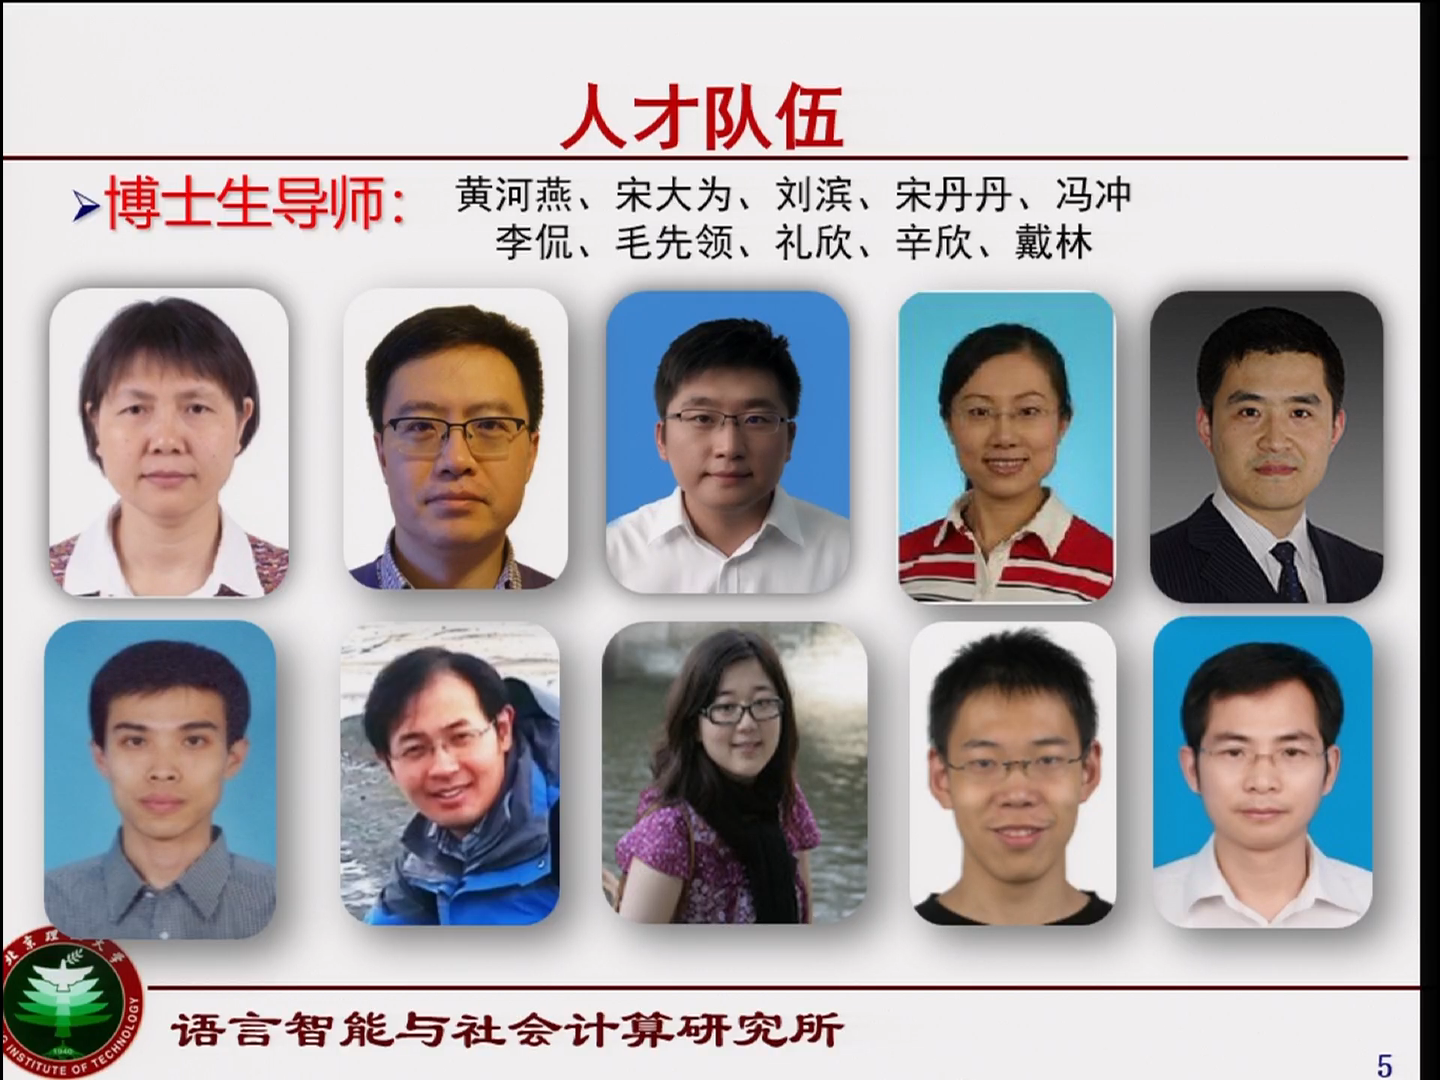 人才队伍
➢博士生导师：
黄河燕、宋大为、刘滨、宋丹丹、冯冲
李侃、毛先领、礼欣、辛欣、戴林
北京理 大学
INSTITUTE OF TECHNOLOGY
1940
语言智能与社会计算研究所
5